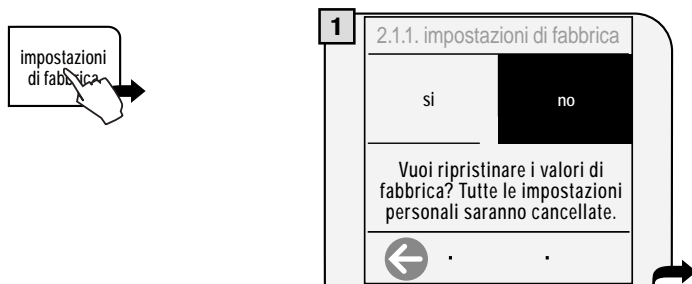 impostazioni
di fabbrica
1
2.1.1. impostazioni di fabbrica
si
no
Vuoi ripristinare i valori di
fabbrica? Tutte le impostazioni
personali saranno cancellate.